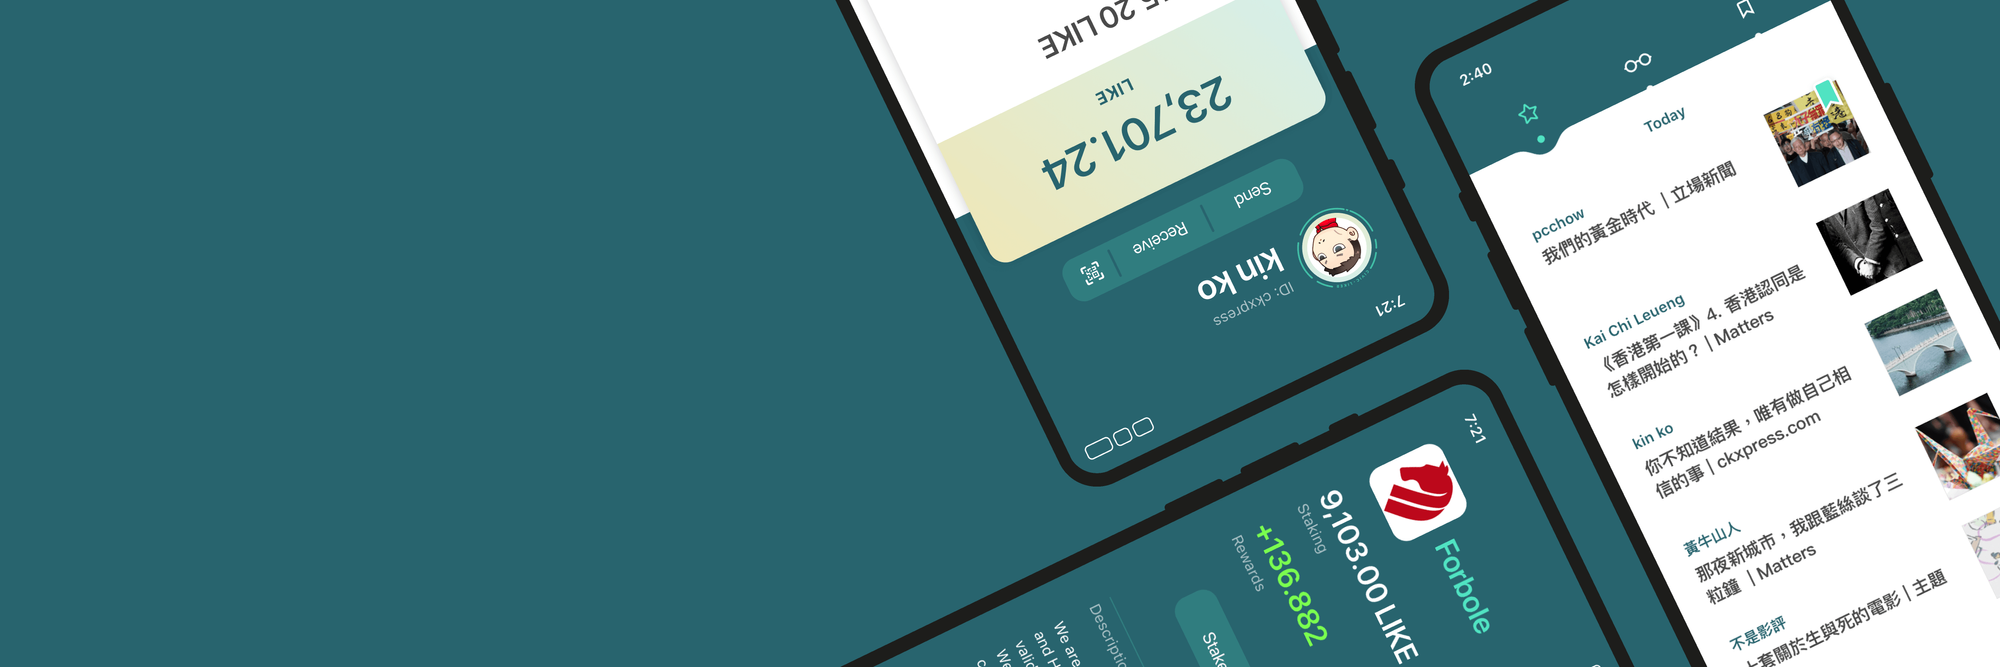 5.20 LIKE
23,701.24
LIKE
Send
Receive
kin ko
ID: ckxpress
7:21
7:21
Forbole
9,103.00 LIKE
Staking
+136.882
Rewards
Stake
We are
and H
We
2:40
Today
pcchow
我們的黃金時代 | 立場新聞
Kai Chi Leueng
《香港第一課》4. 香港認同是
怎樣開始的？ | Matters
kin ko
你不知道結果，唯有做自己相
信的事 | ckxpress.com
黃牛山人
那夜新城市，我跟藍絲談了三
粒鐘 | Matters
不是影評
套關於生與死的電影 | 主題